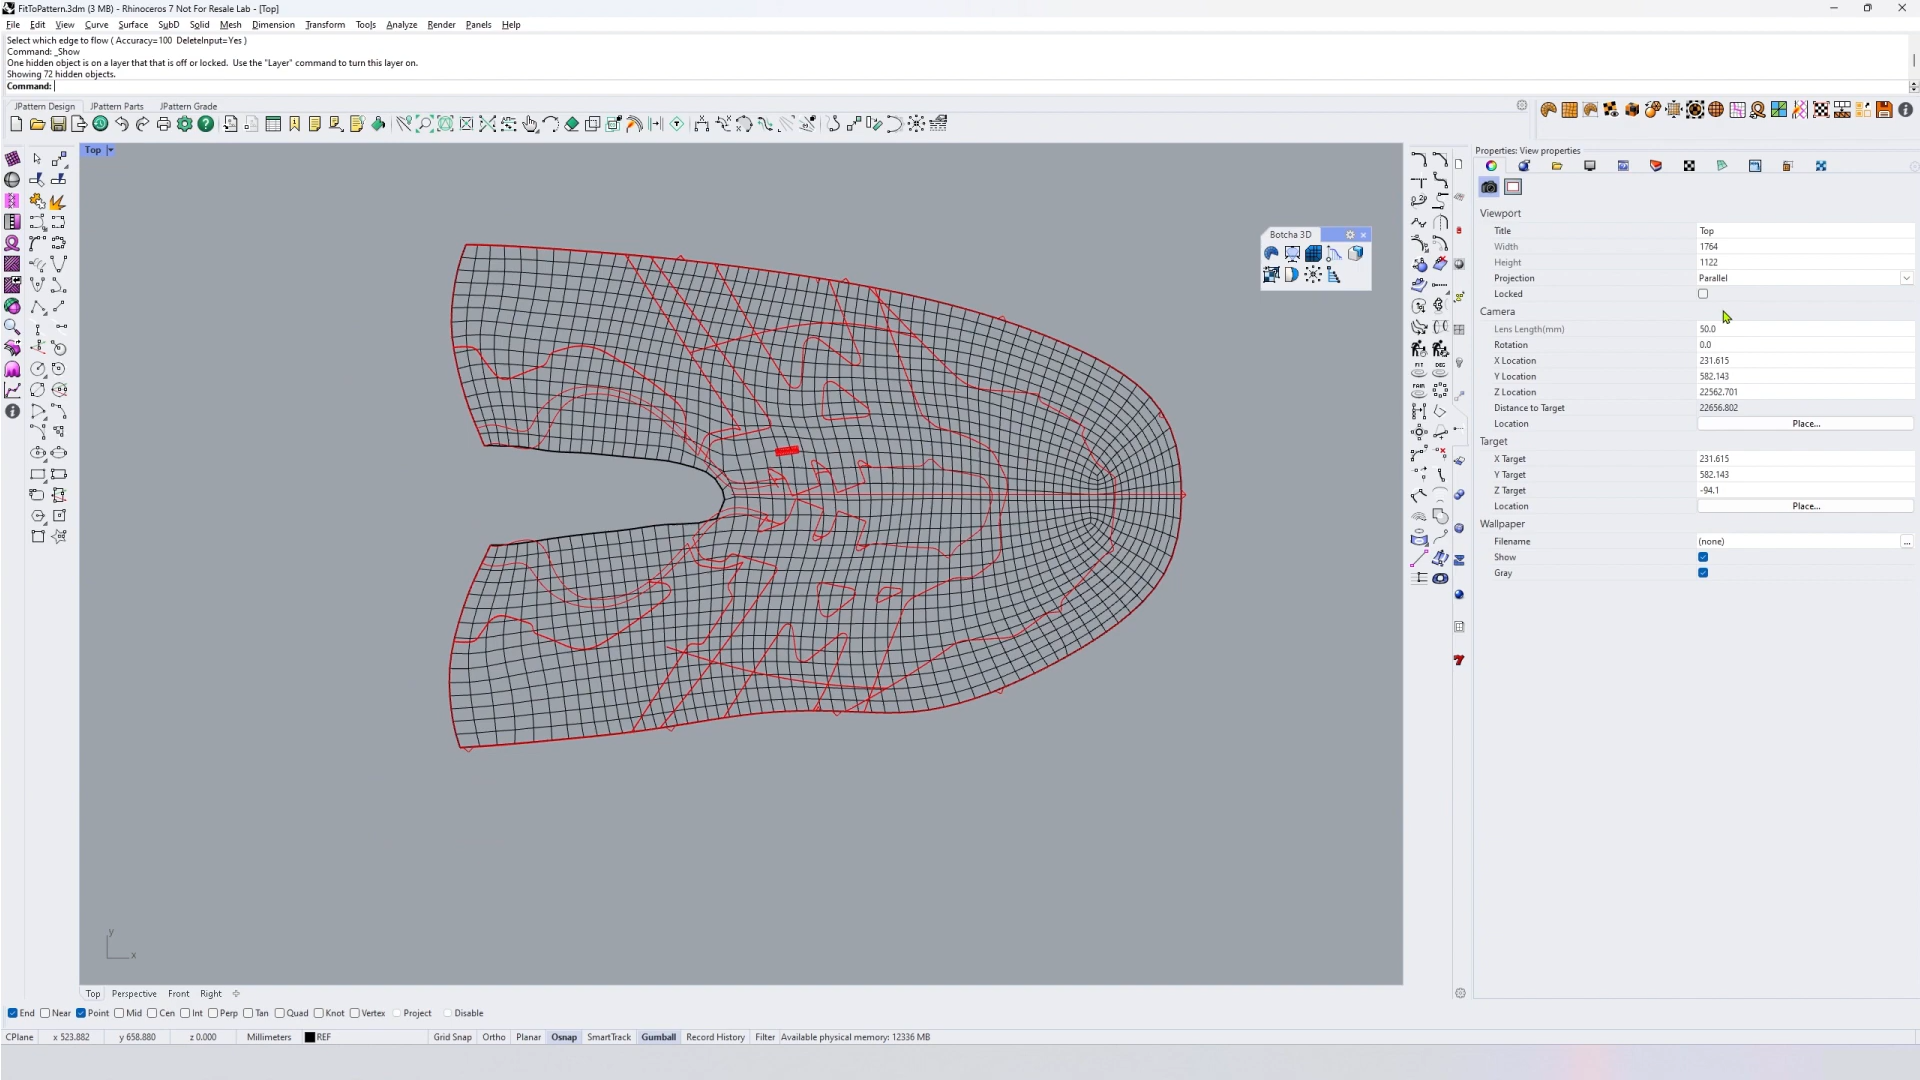 FitToPattern.3dm (3 MB) - Rhinoceros 7 Not For Resale Lab - [Top]
File Edit View Curve Surface SubD Solid Mesh Dimension Transform Tools Analyze Render Panels Help
Select which edge to flow ( Accuracy=100 DeleteInput=Yes )
Command: _Show
One hidden object is on a layer that that is off or locked. Use the "Layer" command to turn this layer on.
Showing 72 hidden objects.
Command:
JPattern Design JPattern Parts JPattern Grade
Top
Botcha 3D
Properties: View properties
Viewport
Title Top
Width 1764
Height 1122
Projection Parallel
Locked
Camera
Lens Length(mm) 50.0
Rotation 0.0
X Location 231.615
Y Location 582.143
Z Location 22562.701
Distance to Target 22656.802
Location Place...
Target
X Target 231.615
Y Target 582.143
Z Target -94.1
Location Place...
Wallpaper
Filename (none) ...
Show
Gray
y
x
Top Perspective Front Right
End Near Point Mid Cen Int Perp Tan Quad Knot Vertex Project Disable
CPlane x 523.882 y 658.880 z 0.000 Millimeters REF Grid Snap Ortho Planar Osnap SmartTrack Gumball Record History Filter Available physical memory: 12336 MB